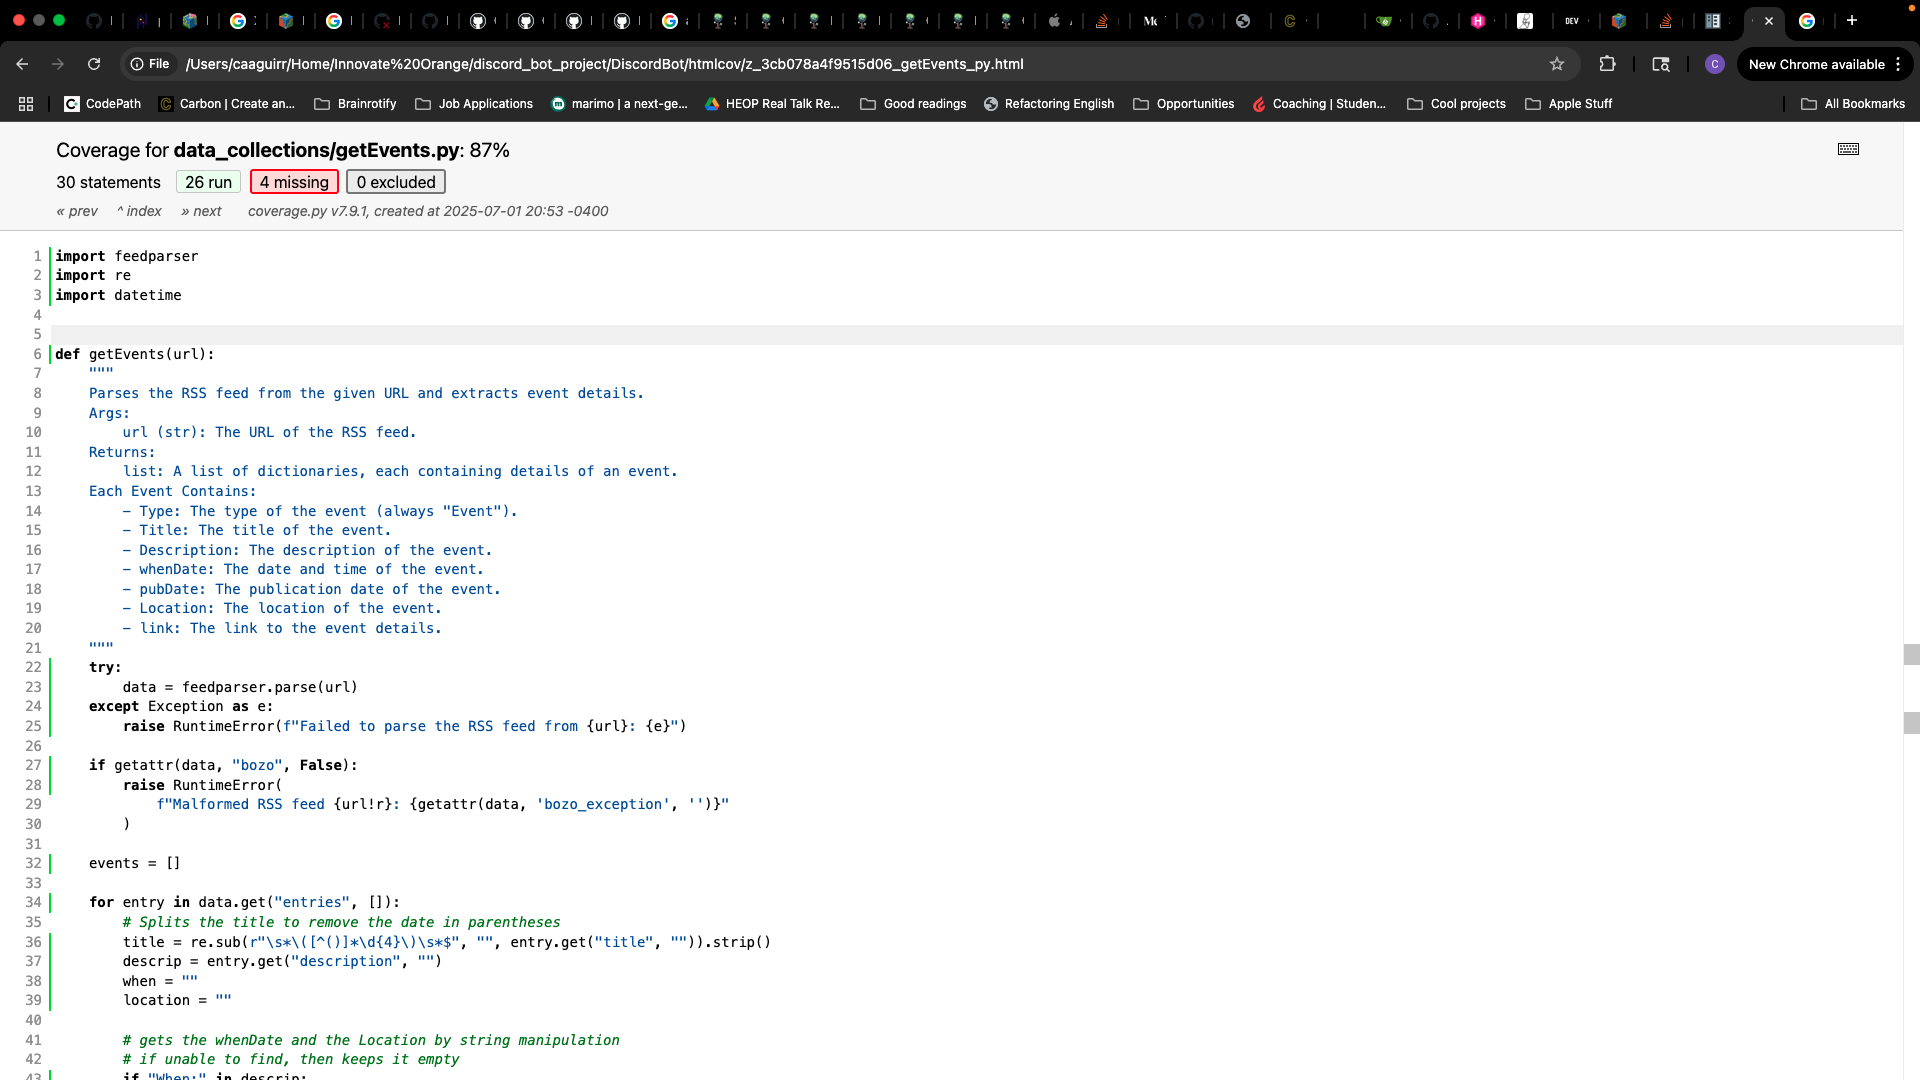 File /Users/caaguirr/Home/Innovate%20Orange/discord_bot_project/DiscordBot/htmlcov/z_3cb078a4f9515d06_getEvents_py.html C New Chrome available
CodePath Carbon | Create an... Brainrotify Job Applications marimo | a next-ge... HEOP Real Talk Re... Good readings Refactoring English Opportunities Coaching | Studen... Cool projects Apple Stuff All Bookmarks
Coverage for data_collections/getEvents.py: 87%
30 statements 26 run 4 missing 0 excluded
« prev ^ index » next coverage.py v7.9.1, created at 2025-07-01 20:53 -0400
1 import feedparser
2 import re
3 import datetime
4
5
6 def getEvents(url):
7 """
8 Parses the RSS feed from the given URL and extracts event details.
9 Args:
10 url (str): The URL of the RSS feed.
11 Returns:
12 list: A list of dictionaries, each containing details of an event.
13 Each Event Contains:
14 - Type: The type of the event (always "Event").
15 - Title: The title of the event.
16 - Description: The description of the event.
17 - whenDate: The date and time of the event.
18 - pubDate: The publication date of the event.
19 - Location: The location of the event.
20 - link: The link to the event details.
21 """
22 try:
23 data = feedparser.parse(url)
24 except Exception as e:
25 raise RuntimeError(f"Failed to parse the RSS feed from {url}: {e}")
26
27 if getattr(data, "bozo", False):
28 raise RuntimeError(
29 f"Malformed RSS feed {url!r}: {getattr(data, 'bozo_exception', '')}"
30 )
31
32 events = []
33
34 for entry in data.get("entries", []):
35 # Splits the title to remove the date in parentheses
36 title = re.sub(r"\s*\([^()]*\d{4}\)\s*$", "", entry.get("title", "")).strip()
37 descrip = entry.get("description", "")
38 when = ""
39 location = ""
40
41 # gets the whenDate and the Location by string manipulation
42 # if unable to find, then keeps it empty
43 if "When:" in descrip: